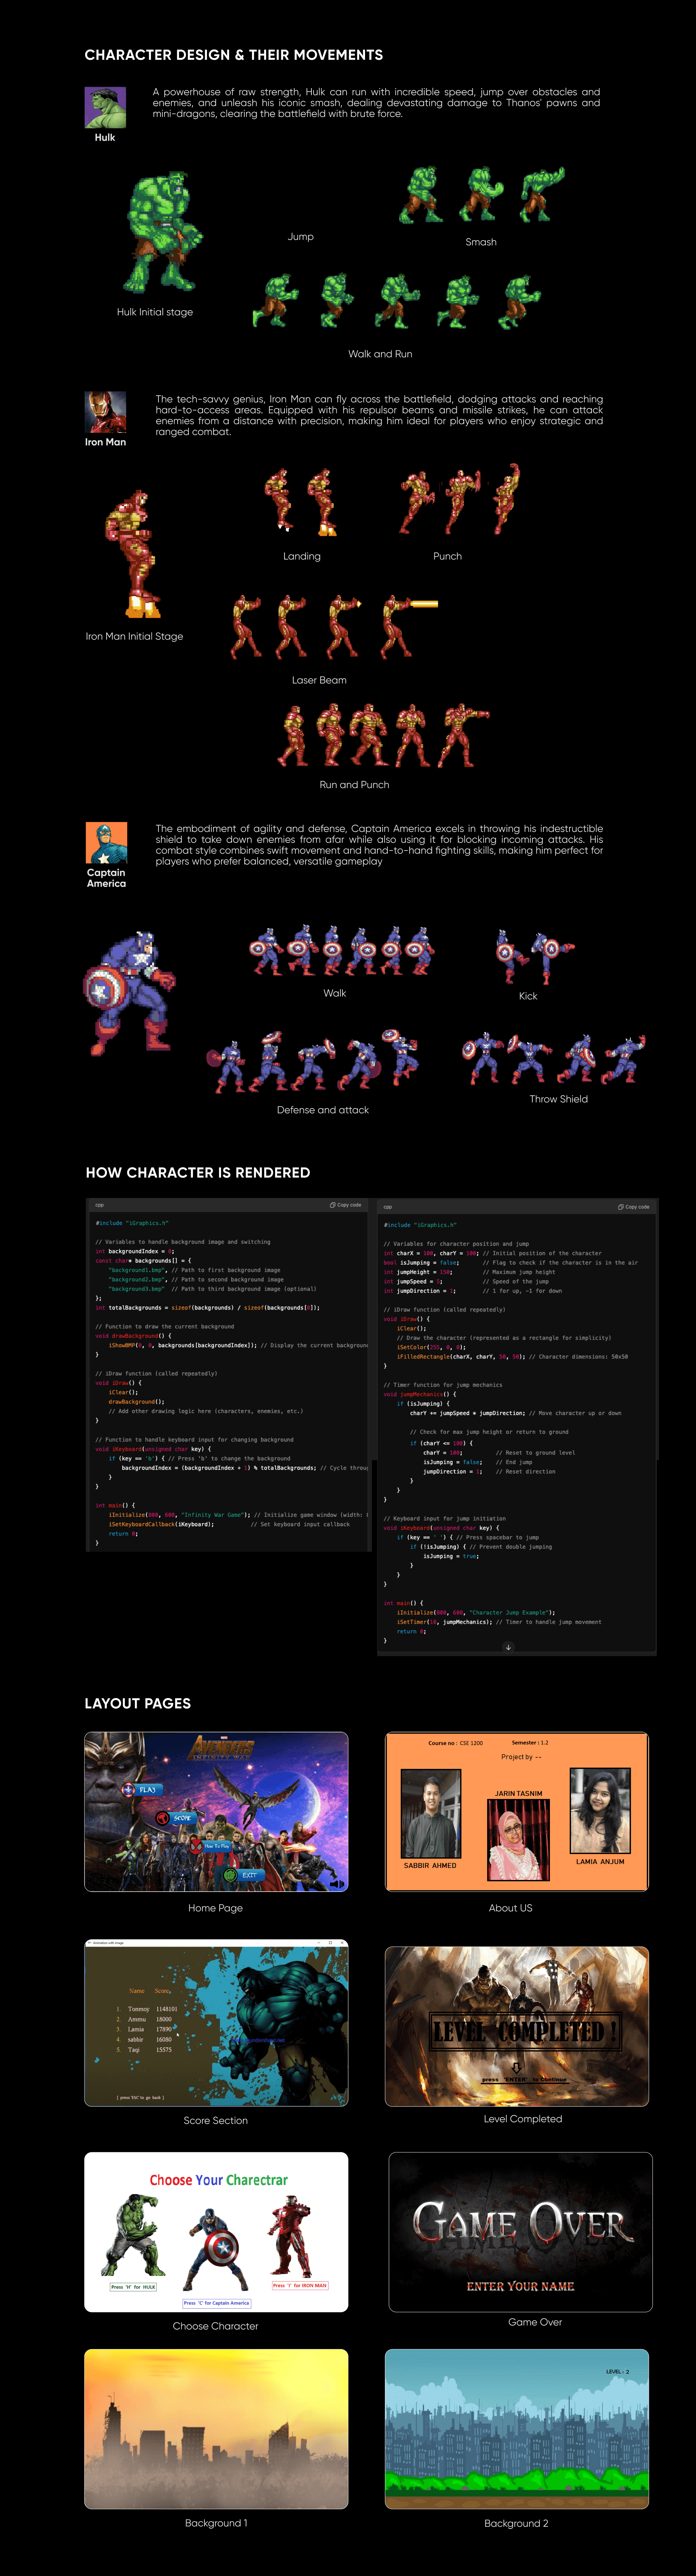 CHARACTER DESIGN & THEIR MOVEMENTS
A powerhouse of raw strength, Hulk can run with incredible speed, jump over obstacles and
enemies, and unleash his iconic smash, dealing devastating damage to Thanos' pawns and
mini-dragons, clearing the battlefield with brute force.
Hulk
Jump
Smash
Hulk Initial stage
Walk and Run
The tech-savvy genius, Iron Man can fly across the battlefield, dodging attacks and reaching
hard-to-access areas. Equipped with his repulsor beams and missile strikes, he can attack
enemies from a distance with precision, making him ideal for players who enjoy strategic and
ranged combat.
Iron Man
Landing
Punch
Iron Man Initial Stage
Laser Beam
Run and Punch
The embodiment of agility and defense, Captain America excels in throwing his indestructible
shield to take down enemies from afar while also using it for blocking incoming attacks. His
combat style combines swift movement and hand-to-hand fighting skills, making him perfect for
players who prefer balanced, versatile gameplay
Captain
America
Walk
Kick
Defense and attack
Throw Shield
HOW CHARACTER IS RENDERED
cpp
Copy code
#include "iGraphics.h"
// Variables to handle background image and switching
int backgroundIndex = 0;
const char* backgrounds[] = {
"background1.bmp", // Path to first background image
"background2.bmp", // Path to second background image
"background3.bmp"  // Path to third background image (optional)
};
int totalBackgrounds = sizeof(backgrounds) / sizeof(backgrounds[0]);
// Function to draw the current background
void drawBackground() {
iShowBMP(0, 0, backgrounds[backgroundIndex]); // Display the current background
}
// iDraw function (called repeatedly)
void iDraw() {
iClear();
drawBackground();
// Add other drawing logic here (characters, enemies, etc.)
}
// Function to handle keyboard input for changing background
void iKeyboard(unsigned char key) {
if (key == 'b') { // Press 'b' to change the background
backgroundIndex = (backgroundIndex + 1) % totalBackgrounds; // Cycle throug
}
}
int main() {
iInitialize(800, 600, "Infinity War Game"); // Initialize game window (width:
iSetKeyboardCallback(iKeyboard); // Set keyboard input callback
return 0;
}
cpp
Copy code
#include "iGraphics.h"
// Variables for character position and jump
int charX = 100, charY = 100; // Initial position of the character
bool isJumping = false; // Flag to check if the character is in the air
int jumpHeight = 150; // Maximum jump height
int jumpSpeed = 5; // Speed of the jump
int jumpDirection = 1; // 1 for up, -1 for down
// iDraw function (called repeatedly)
void iDraw() {
iClear();
// Draw the character (represented as a rectangle for simplicity)
iSetColor(255, 0, 0);
iFilledRectangle(charX, charY, 50, 50); // Character dimensions: 50x50
}
// Timer function for jump mechanics
void jumpMechanics() {
if (isJumping) {
charY += jumpSpeed * jumpDirection; // Move character up or down
// Check for max jump height or return to ground
if (charY <= 100) {
charY = 100; // Reset to ground level
isJumping = false; // End jump
jumpDirection = 1; // Reset direction
}
}
}
// Keyboard input for jump initiation
void iKeyboard(unsigned char key) {
if (key == ' ') { // Press spacebar to jump
if (!isJumping) { // Prevent double jumping
isJumping = true;
}
}
}
int main() {
iInitialize(800, 600, "Character Jump Example");
iSetTimer(10, jumpMechanics); // Timer to handle jump movement
return 0;
}
LAYOUT PAGES
MARVEL
AVENGERS
INFINITY WAR
PLAY
SCORE
How To Play
EXIT
Home Page
Course no : CSE 1200
Semester : 1.2
Project by --
JARIN TASNIM
SABBIR AHMED
LAMIA ANJUM
About US
Animation with image
Name Score
1. Tonmoy 1148101
2. Ammu 18000
3. Lamia 17890
4. sabbir 16080
5. Taqi 15575
[ press 'ESC' to go back ]
Score Section
LEVEL COMPLETED !
press 'ENTER' to Continue
Level Completed
Choose Your Charectrar
Press 'H' for HULK
Press 'C' for Captain America
Press 'I' for IRON MAN
Choose Character
GAME OVER
ENTER YOUR NAME
Game Over
Background 1
LEVEL : 2
Background 2